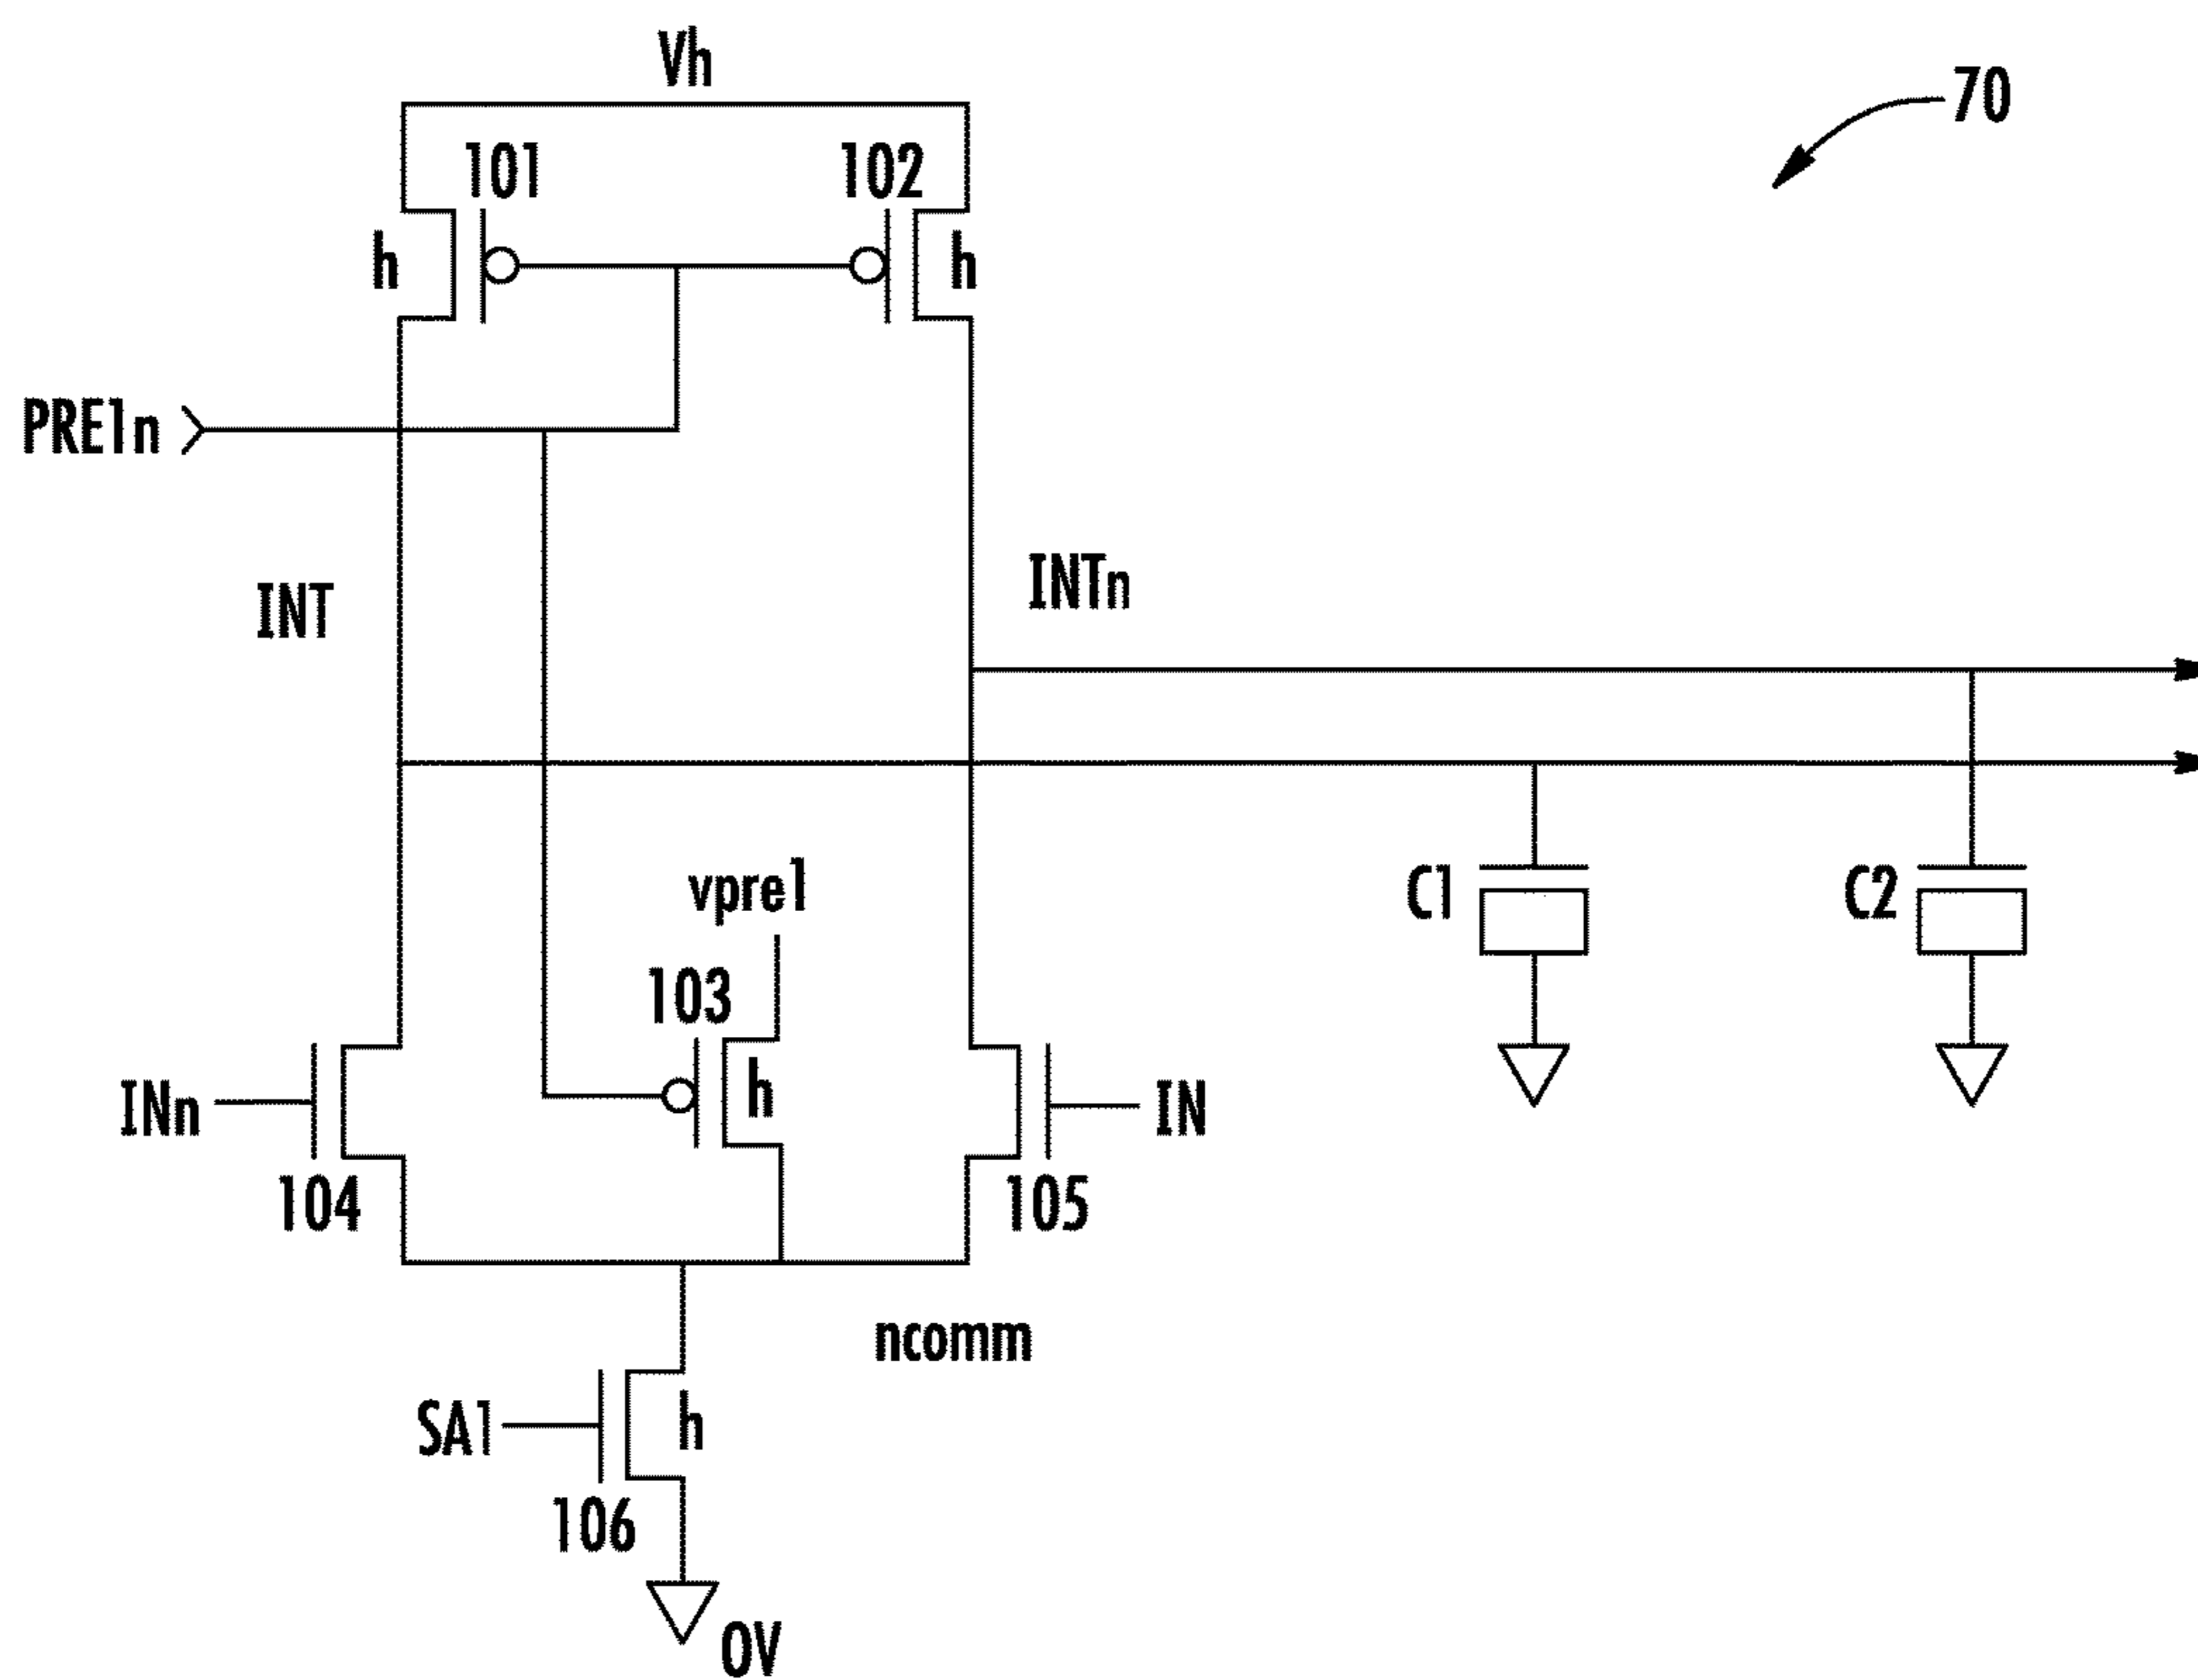 Vh
70
101
102
h
h
PRE1n
INT
INTn
vpre1
C1
C2
103
h
INn
IN
104
105
ncomm
SA1
h
106
0V